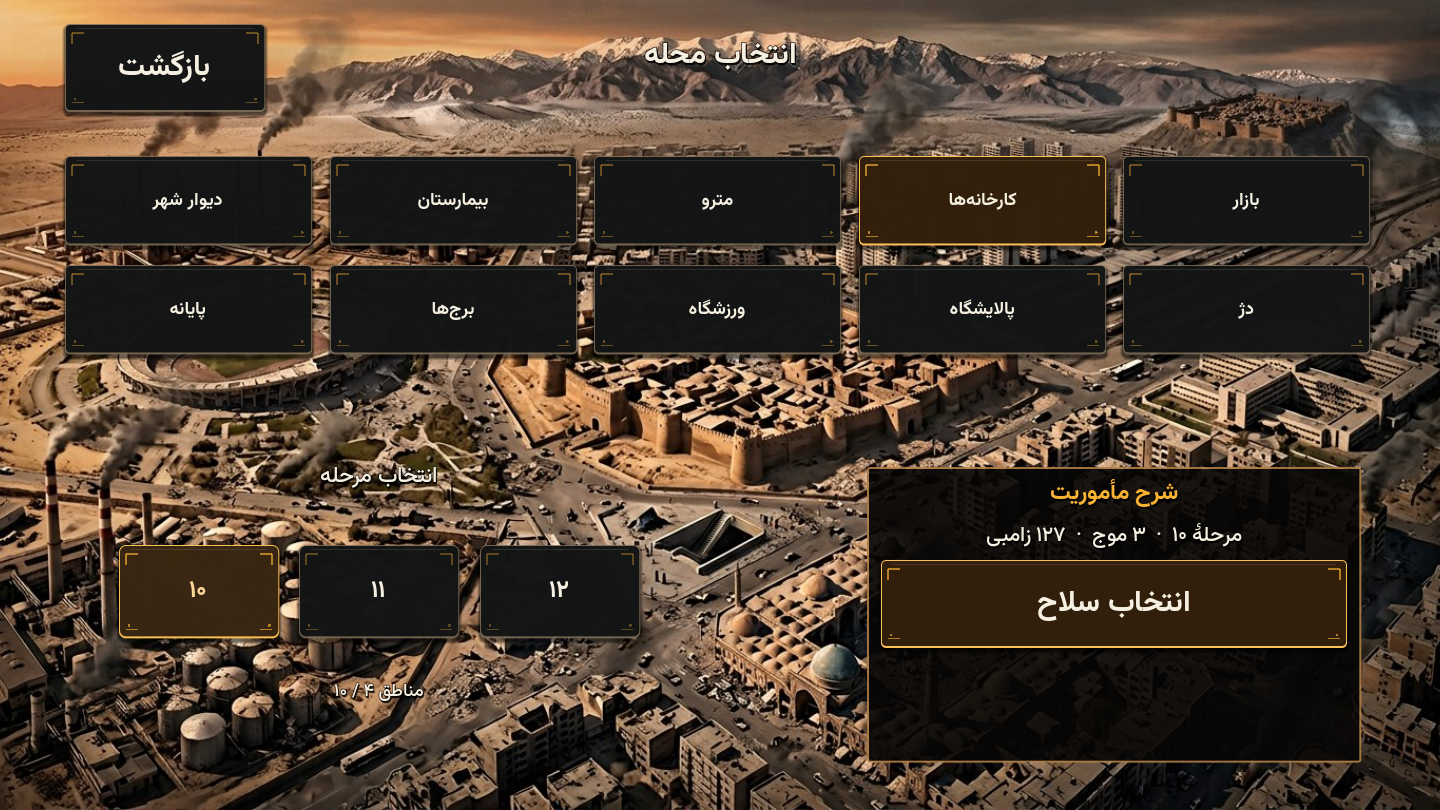 بازگشت
انتخاب محله
بازار
کارخانه‌ها
مترو
بیمارستان
دیوار شهر
دژ
پالایشگاه
ورزشگاه
برج‌ها
پایانه
انتخاب مرحله
۱۰
۱۱
۱۲
مناطق ۴ / ۱۰
شرح مأموریت
مرحلهٔ ۱۰ · ۳ موج · ۱۲۷ زامبی
انتخاب سلاح